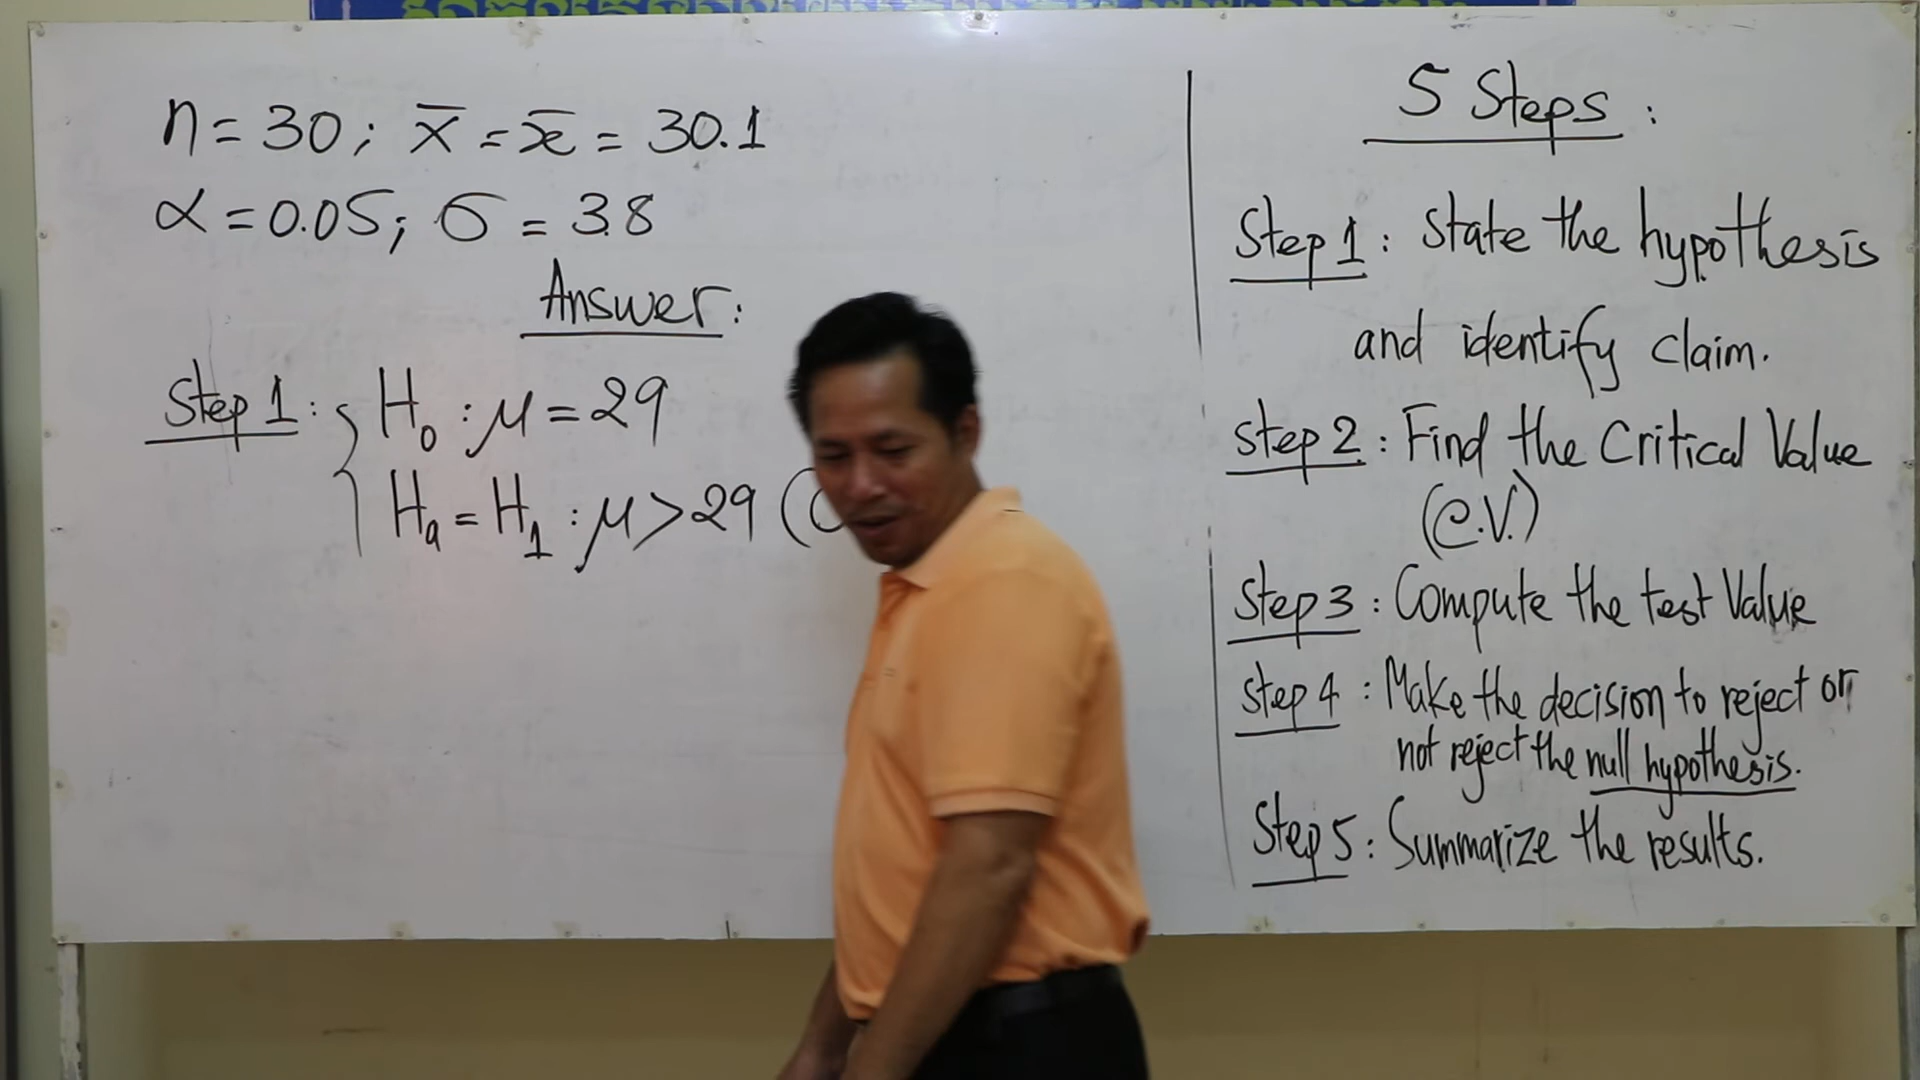 n = 30 ; X̄ = x̄ = 30.1
α = 0.05 ; σ = 3.8
Answer :
Step 1 : { H₀ : μ = 29
Hₐ = H₁ : μ > 29 (
5 Steps :
Step 1 : State the hypothesis
and identify claim.
Step 2 : Find the Critical Value
(C.V.)
Step 3 : Compute the test Value
Step 4 : Make the decision to reject or
not reject the null hypothesis.
Step 5 : Summarize the results.